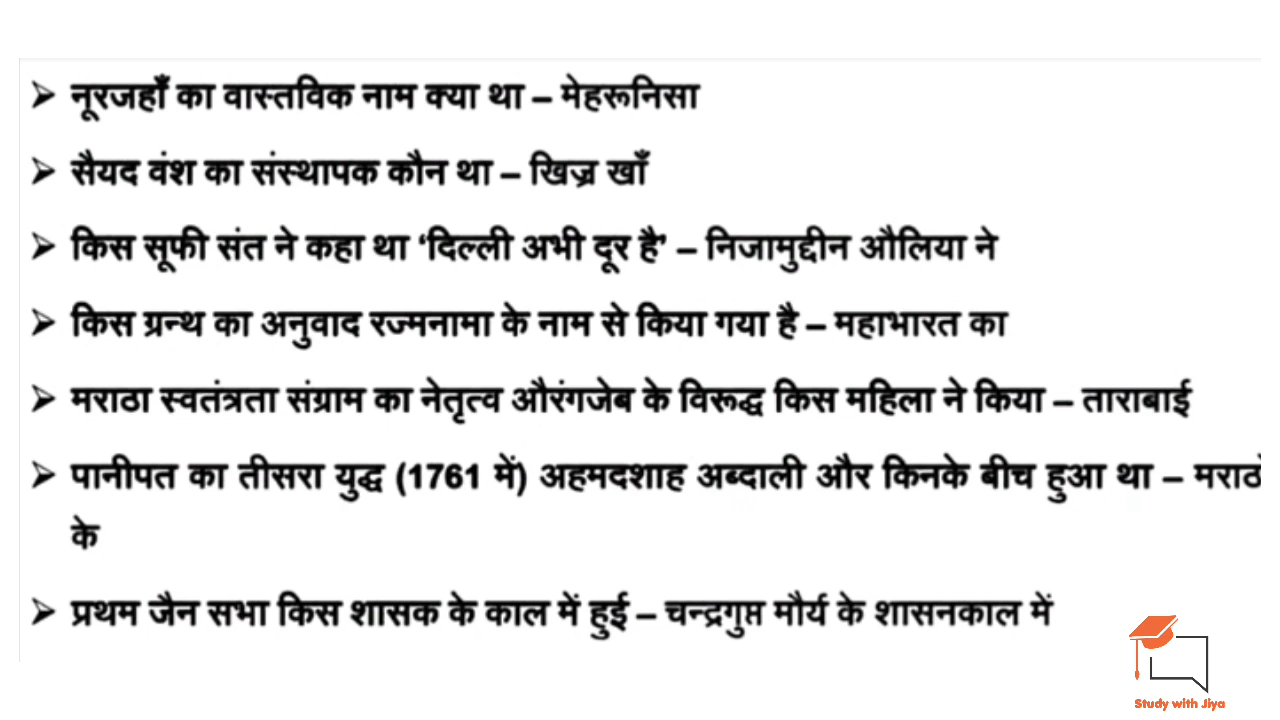 ➢ नूरजहाँ का वास्तविक नाम क्या था – मेहरूनिसा
➢ सैयद वंश का संस्थापक कौन था – खिज्र खाँ
➢ किस सूफी संत ने कहा था ‘दिल्ली अभी दूर है’ – निजामुद्दीन औलिया ने
➢ किस ग्रन्थ का अनुवाद रज्मनामा के नाम से किया गया है – महाभारत का
➢ मराठा स्वतंत्रता संग्राम का नेतृत्व औरंगजेब के विरूद्ध किस महिला ने किया – ताराबाई
➢ पानीपत का तीसरा युद्ध (1761 में) अहमदशाह अब्दाली और किनके बीच हुआ था –
के
➢ प्रथम जैन सभा किस शासक के काल में हुई – चन्द्रगुप्त मौर्य के शासनकाल में
Study with Jiya